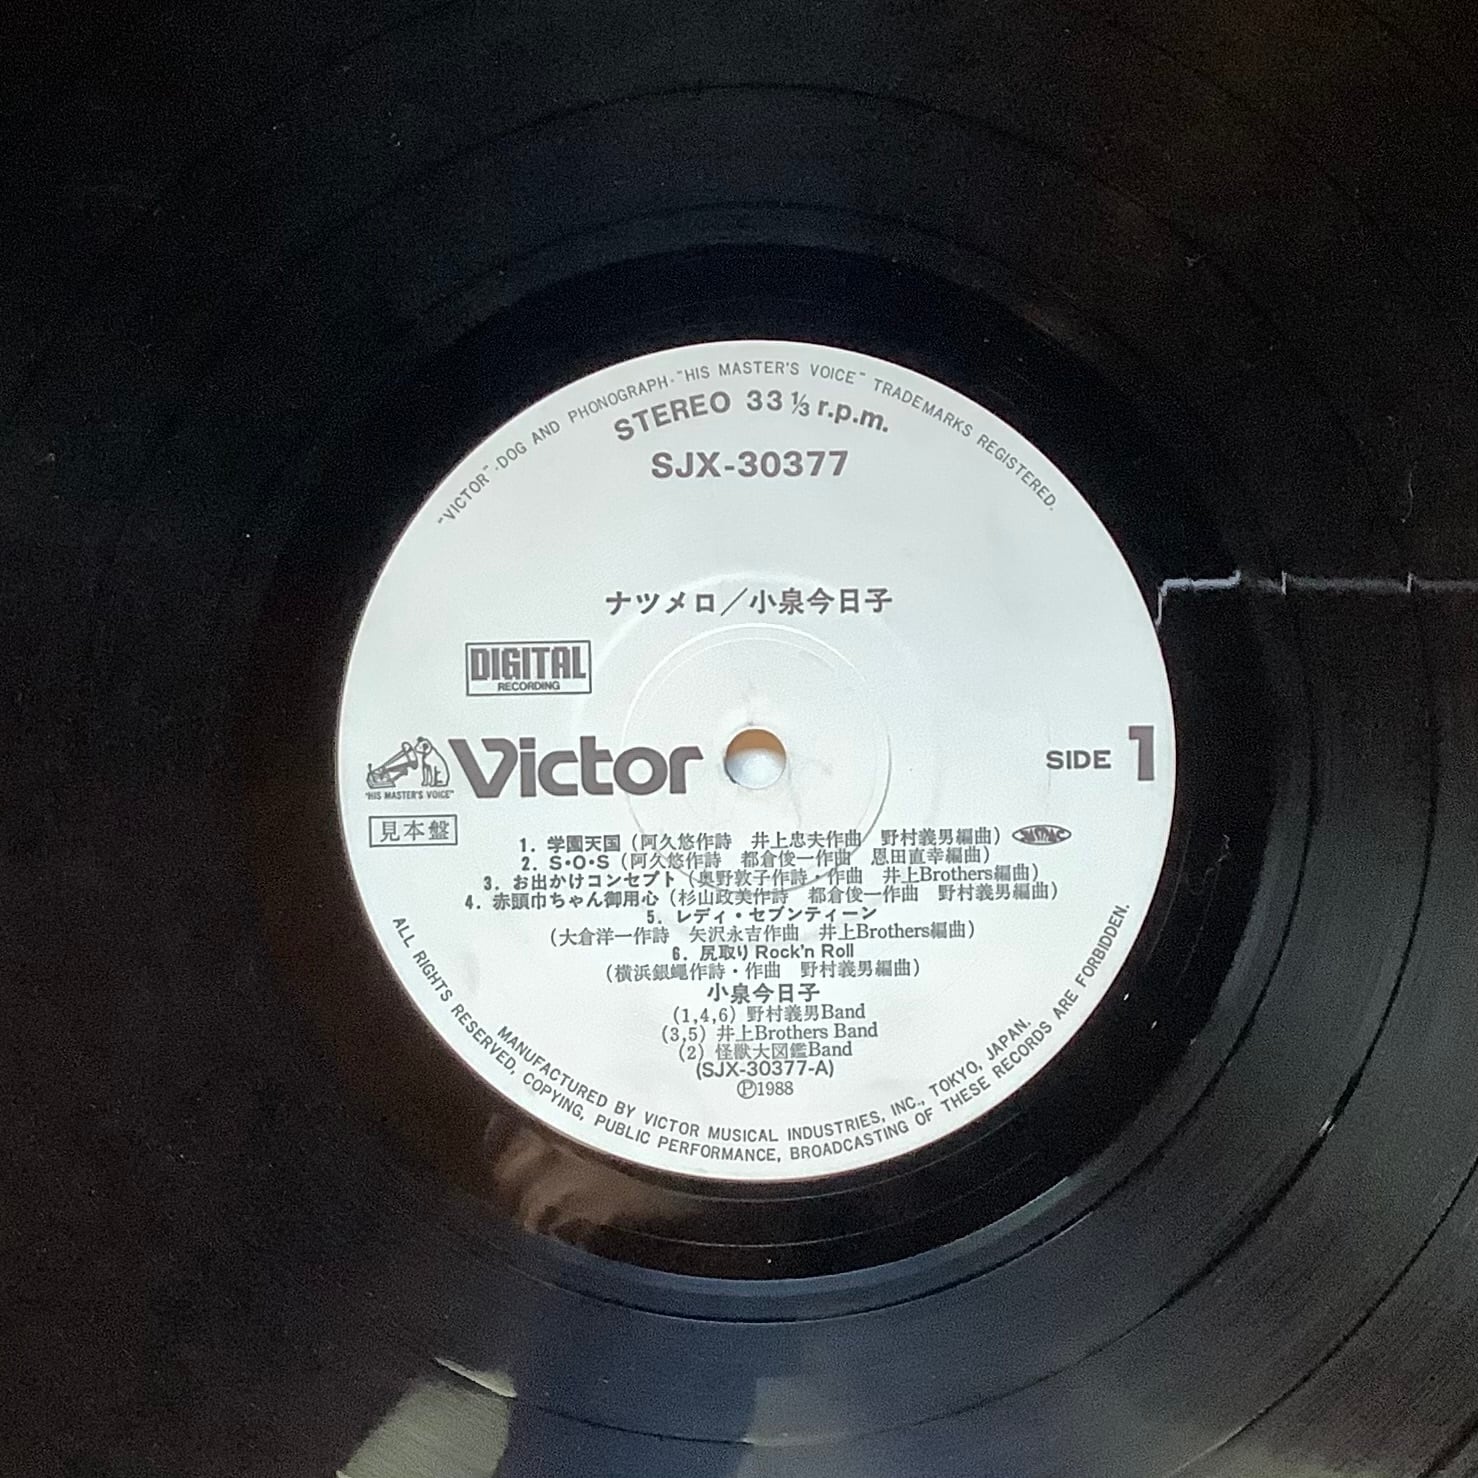 "VICTOR"-DOG AND PHONOGRAPH-"HIS MASTER'S VOICE" TRADEMARKS REGISTERED.
STEREO 33⅓ r.p.m.
SJX-30377
ナツメロ／小泉今日子
DIGITAL
RECORDING
Victor
"HIS MASTER'S VOICE"
SIDE 1
見本盤
1. 学園天国（阿久悠作詩　井上忠夫作曲　野村義男編曲） JASRAC
2. S・O・S（阿久悠作詩　都倉俊一作曲　恩田直幸編曲）
3. お出かけコンセプト（奥野敦子作詩・作曲　井上Brothers編曲）
4. 赤頭巾ちゃん御用心（杉山政美作詩　都倉俊一作曲　野村義男編曲）
5. レディ・セブンティーン
（大倉洋一作詩　矢沢永吉作曲　井上Brothers編曲）
6. 尻取り Rock'n Roll
（横浜銀蠅作詩・作曲　野村義男編曲）
小泉今日子
(1,4,6) 野村義男Band
(3,5) 井上Brothers Band
(2) 怪獣大図鑑Band
(SJX-30377-A)
Ⓟ1988
MANUFACTURED BY VICTOR MUSICAL INDUSTRIES, INC., TOKYO, JAPAN.
ALL RIGHTS RESERVED, COPYING, PUBLIC PERFORMANCE, BROADCASTING OF THESE RECORDS ARE FORBIDDEN.